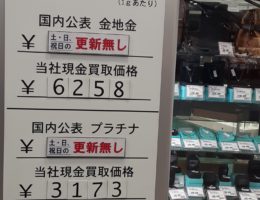 (1gあたり)
国内公表 金地金
¥ 土・日、祝日の 更新無し
当社現金買取価格
¥ 6258
国内公表 プラチナ
¥ 土・日、祝日の 更新無し
当社現金買取価格
¥ 3173